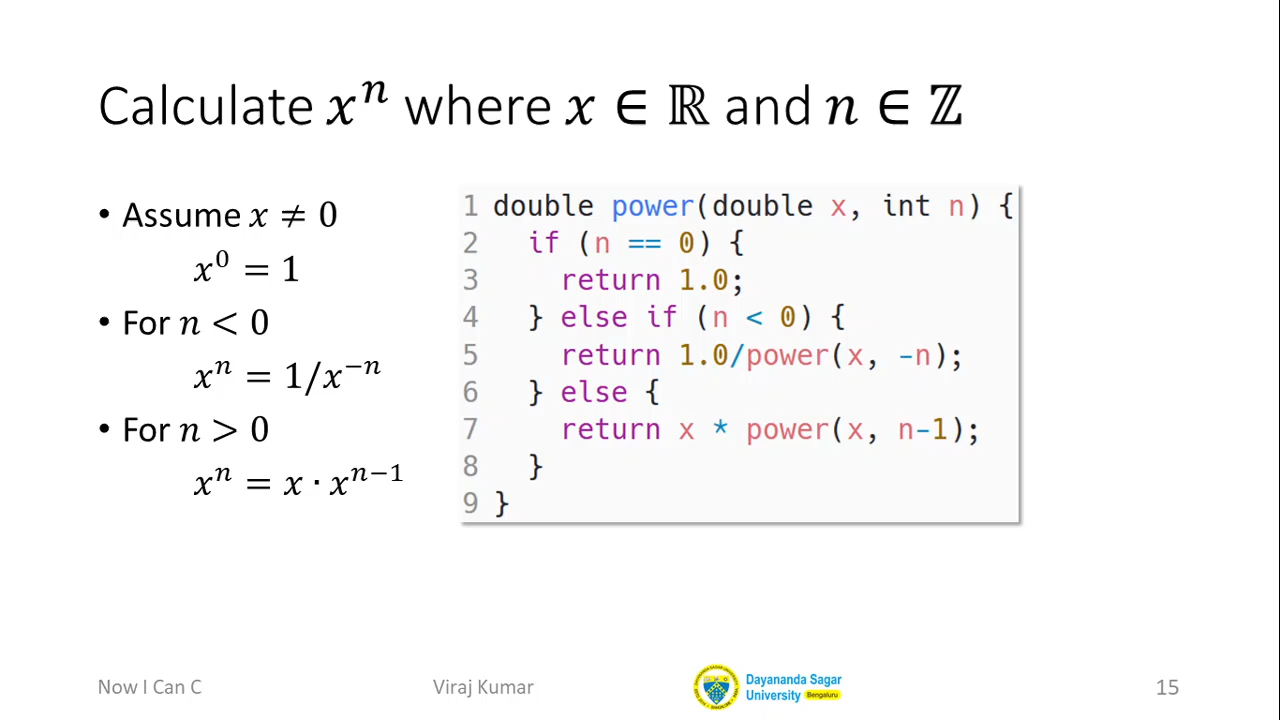 Calculate 𝑥ⁿ where 𝑥 ∈ ℝ and 𝑛 ∈ ℤ
• Assume 𝑥 ≠ 0
𝑥⁰ = 1
• For 𝑛 < 0
𝑥ⁿ = 1/𝑥⁻ⁿ
• For 𝑛 > 0
𝑥ⁿ = 𝑥 · 𝑥ⁿ⁻¹
1 double power(double x, int n) {
2   if (n == 0) {
3     return 1.0;
4   } else if (n < 0) {
5     return 1.0/power(x, -n);
6   } else {
7     return x * power(x, n-1);
8   }
9 }
Now I Can C
Viraj Kumar
Dayananda Sagar
University Bengaluru
15